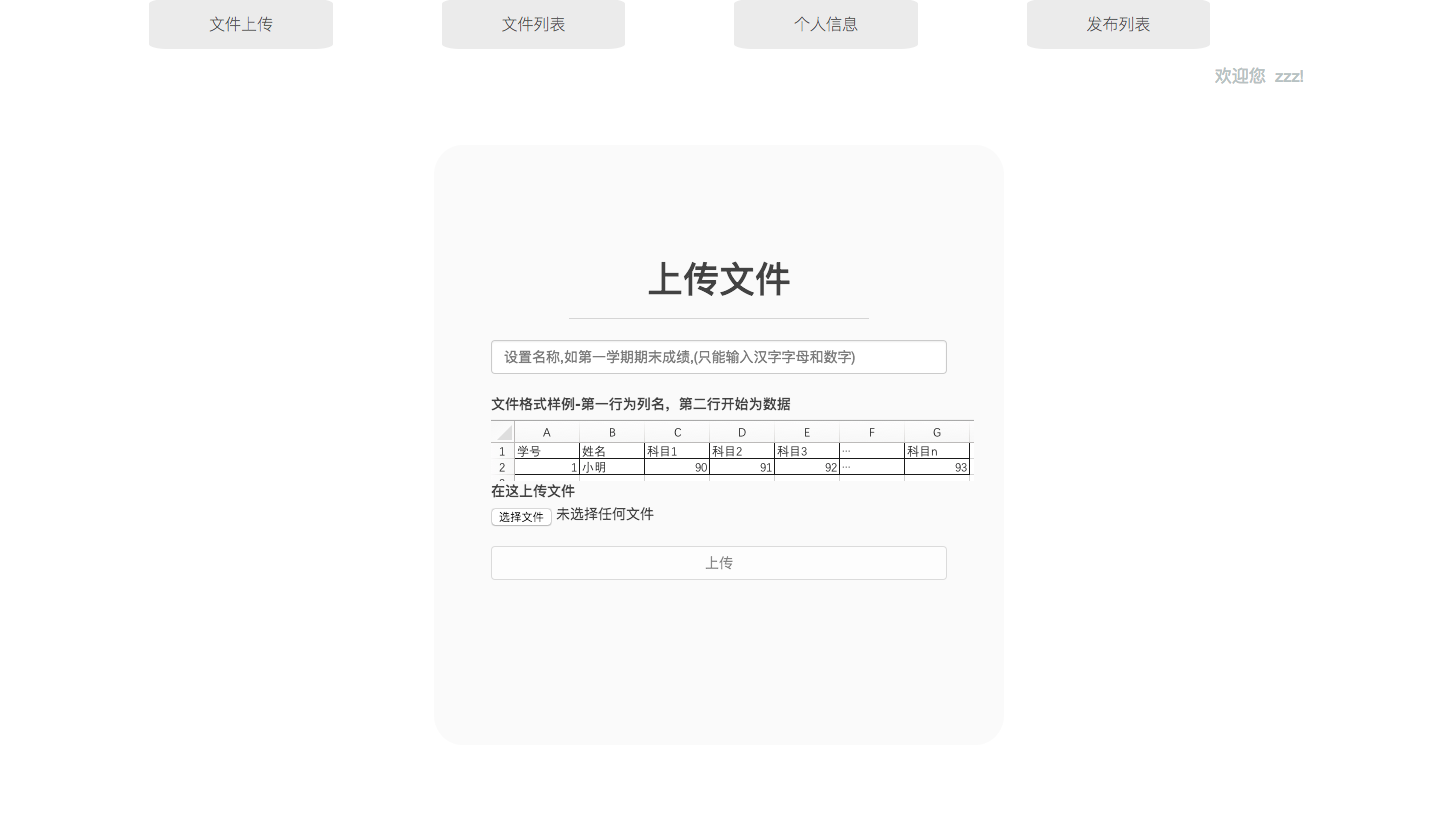 文件上传 文件列表 个人信息 发布列表
欢迎您 zzz!
上传文件
设置名称,如第一学期期末成绩,(只能输入汉字字母和数字)
文件格式样例-第一行为列名，第二行开始为数据
A B C D E F G
1 学号 姓名 科目1 科目2 科目3 ... 科目n
2 1 小明 90 91 92 ... 93
在这上传文件
选择文件 未选择任何文件
上传